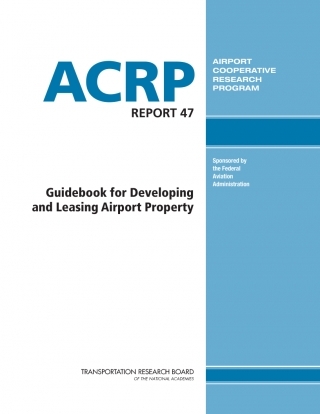 ACRP
REPORT 47
AIRPORT
COOPERATIVE
RESEARCH
PROGRAM
Sponsored by
the Federal
Aviation
Administration
Guidebook for Developing
and Leasing Airport Property
TRANSPORTATION RESEARCH BOARD
OF THE NATIONAL ACADEMIES